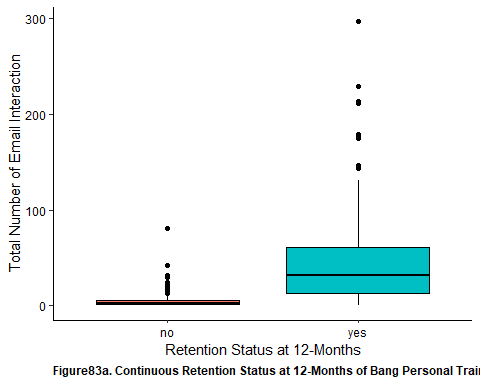 300
200
100
0
Total Number of Email Interaction
no
yes
Retention Status at 12-Months
Figure83a. Continuous Retention Status at 12-Months of Bang Personal Trai